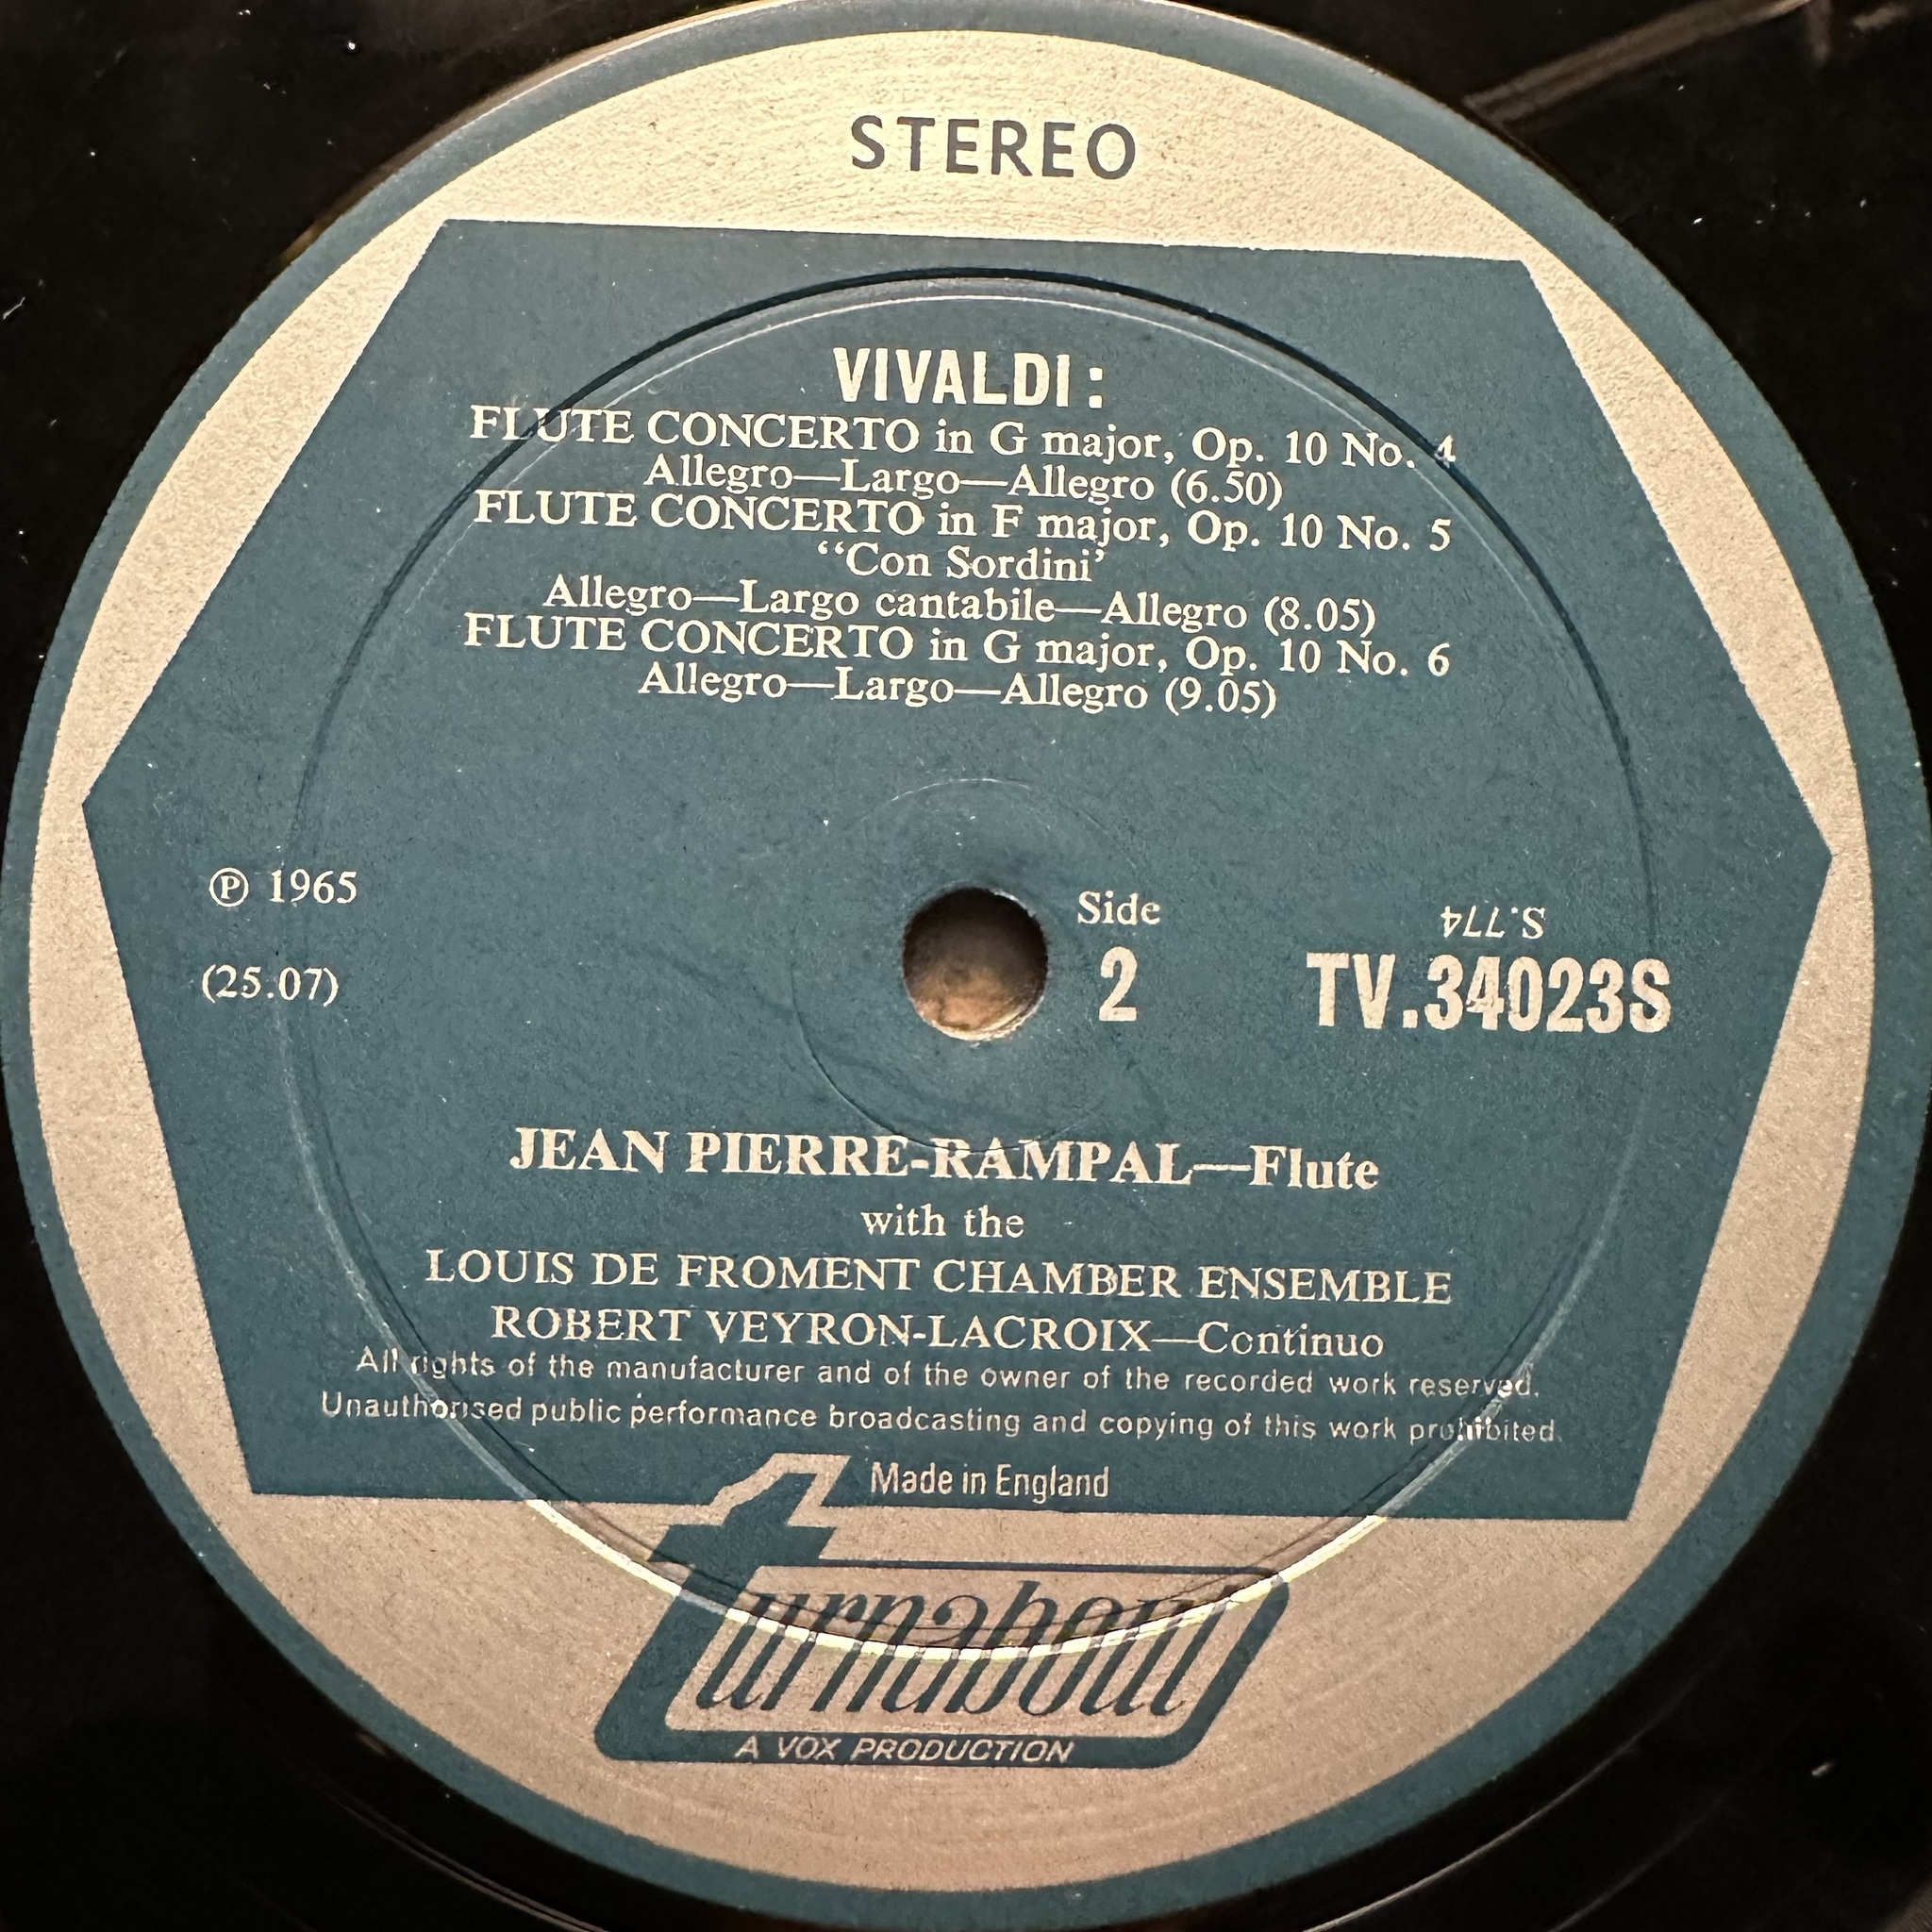 STEREO
VIVALDI:
FLUTE CONCERTO in G major, Op. 10 No. 4
Allegro—Largo—Allegro (6.50)
FLUTE CONCERTO in F major, Op. 10 No. 5
“Con Sordini’
Allegro—Largo cantabile—Allegro (8.05)
FLUTE CONCERTO in G major, Op. 10 No. 6
Allegro—Largo—Allegro (9.05)
℗ 1965
(25.07)
Side
2
S.774
TV.34023S
JEAN PIERRE-RAMPAL—Flute
with the
LOUIS DE FROMENT CHAMBER ENSEMBLE
ROBERT VEYRON-LACROIX—Continuo
All rights of the manufacturer and of the owner of the recorded work reserved.
Unauthorised public performance broadcasting and copying of this work prohibited.
Made in England
turnabout
A VOX PRODUCTION